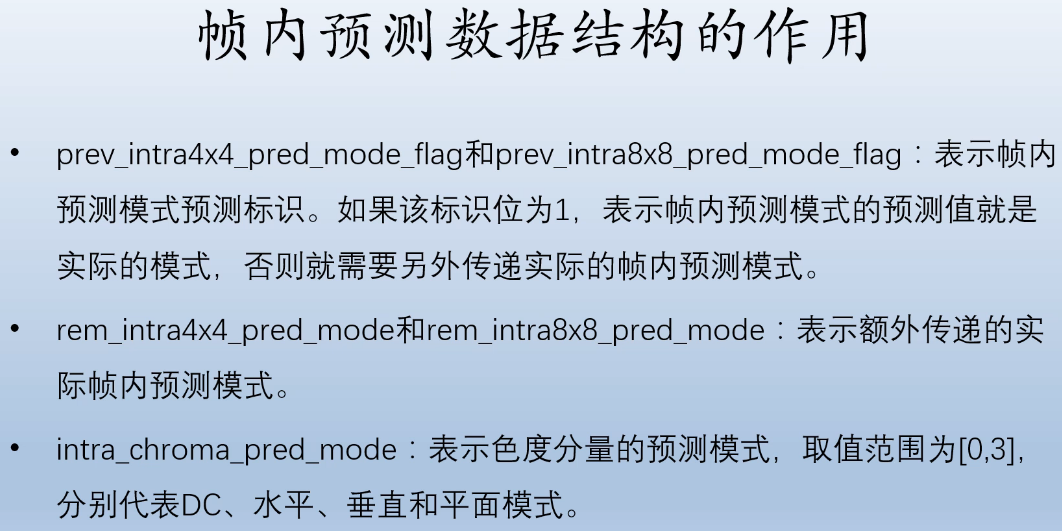 帧内预测数据结构的作用
• prev_intra4x4_pred_mode_flag和prev_intra8x8_pred_mode_flag：表示帧内
预测模式预测标识。如果该标识位为1，表示帧内预测模式的预测值就是
实际的模式，否则就需要另外传递实际的帧内预测模式。
• rem_intra4x4_pred_mode和rem_intra8x8_pred_mode：表示额外传递的实
际帧内预测模式。
• intra_chroma_pred_mode：表示色度分量的预测模式，取值范围为[0,3]，
分别代表DC、水平、垂直和平面模式。